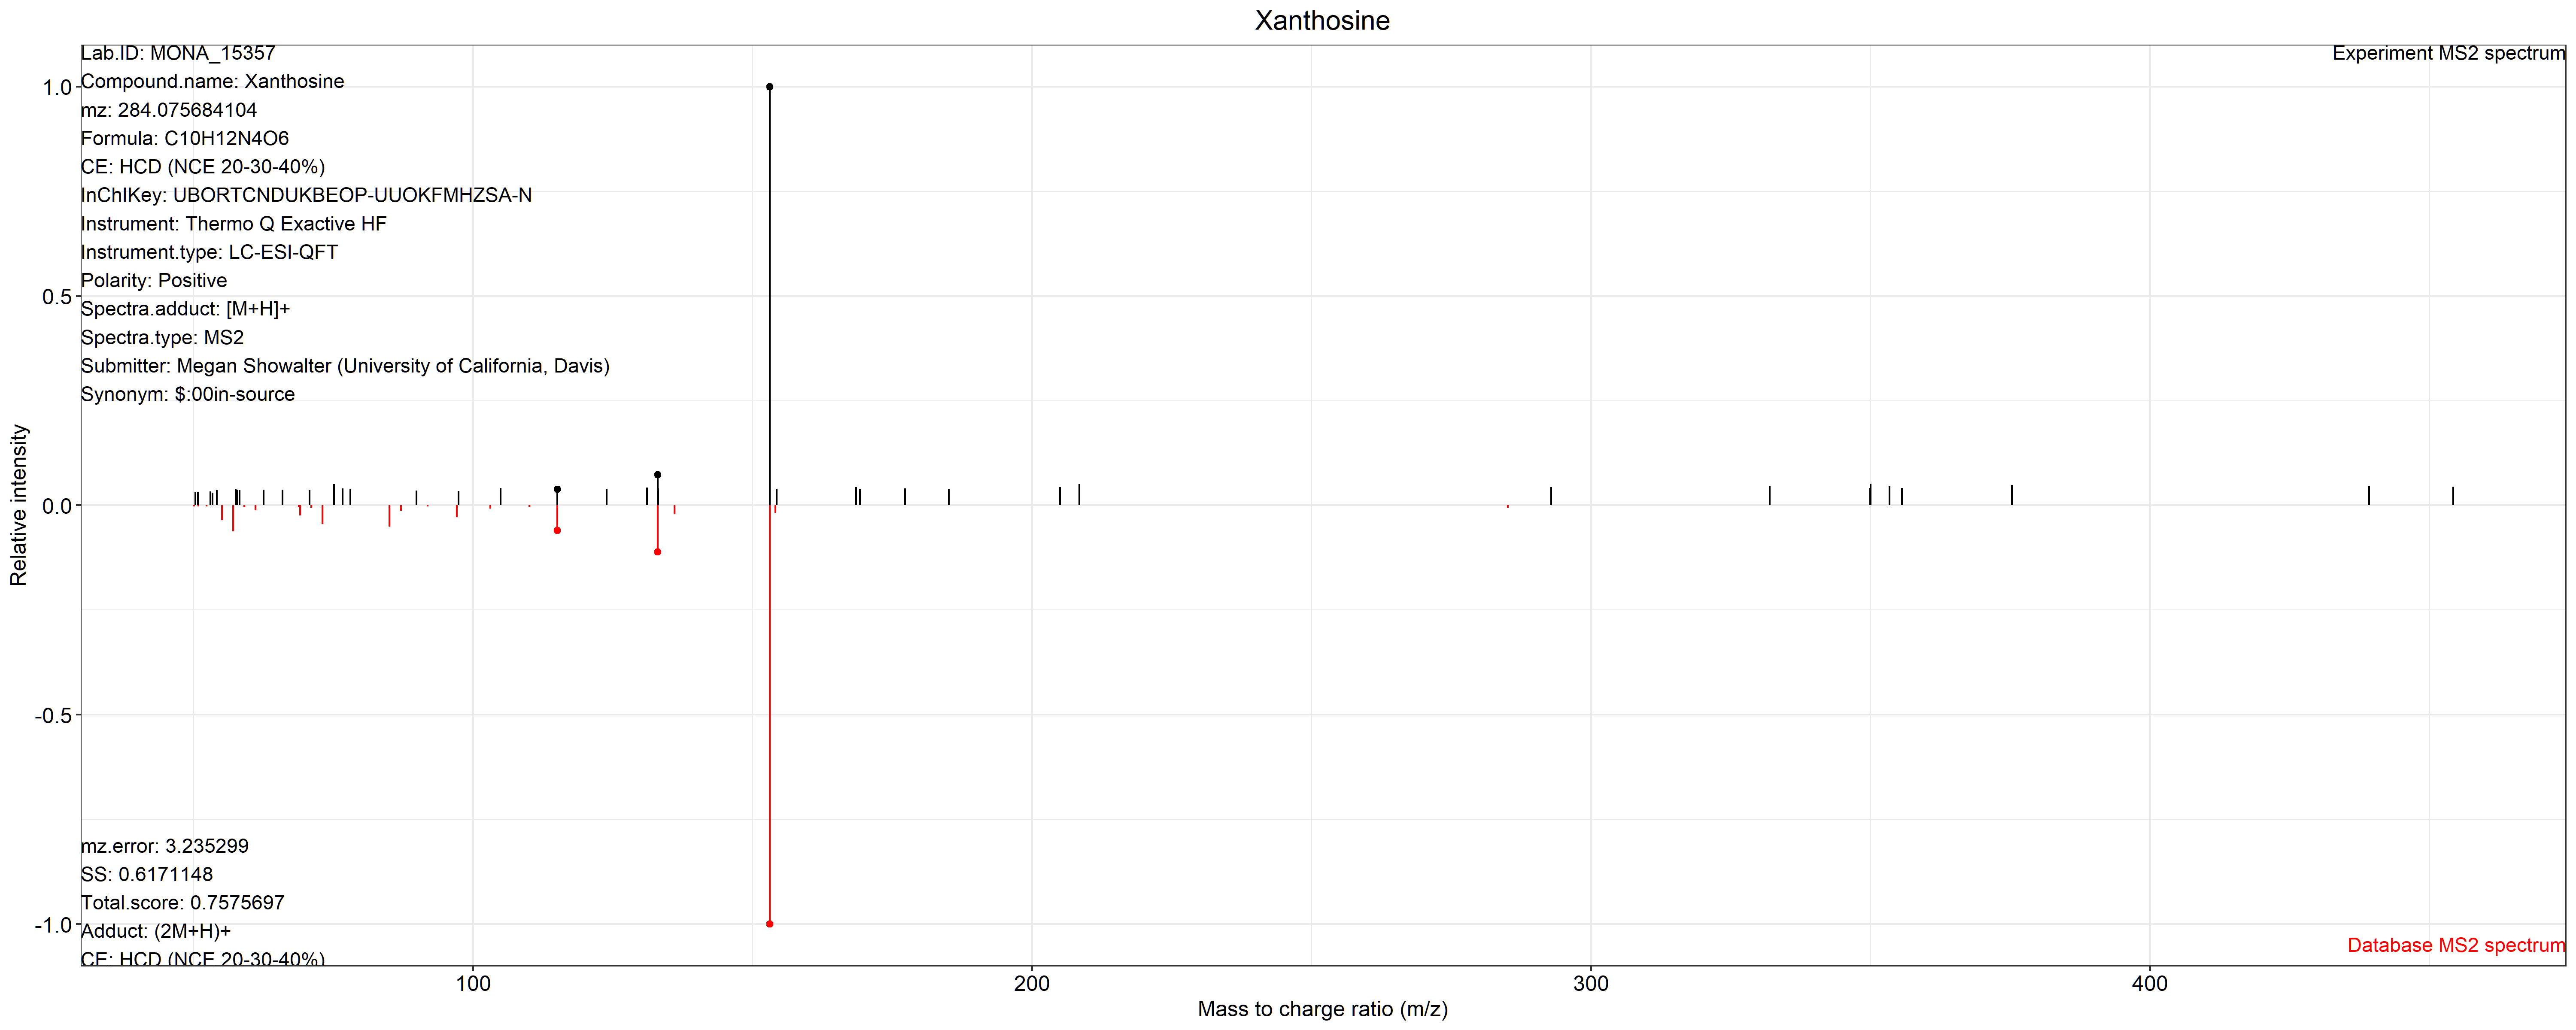 Xanthosine
Lab.ID: MONA_15357
Compound.name: Xanthosine
mz: 284.075684104
Formula: C10H12N4O6
CE: HCD (NCE 20-30-40%)
InChIKey: UBORTCNDUKBEOP-UUOKFMHZSA-N
Instrument: Thermo Q Exactive HF
Instrument.type: LC-ESI-QFT
Polarity: Positive
Spectra.adduct: [M+H]+
Spectra.type: MS2
Submitter: Megan Showalter (University of California, Davis)
Synonym: $:00in-source
Experiment MS2 spectrum
1.0
0.5
0.0
-0.5
-1.0
Relative intensity
mz.error: 3.235299
SS: 0.6171148
Total.score: 0.7575697
Adduct: (2M+H)+
CE: HCD (NCE 20-30-40%)
Database MS2 spectrum
100
200
300
400
Mass to charge ratio (m/z)